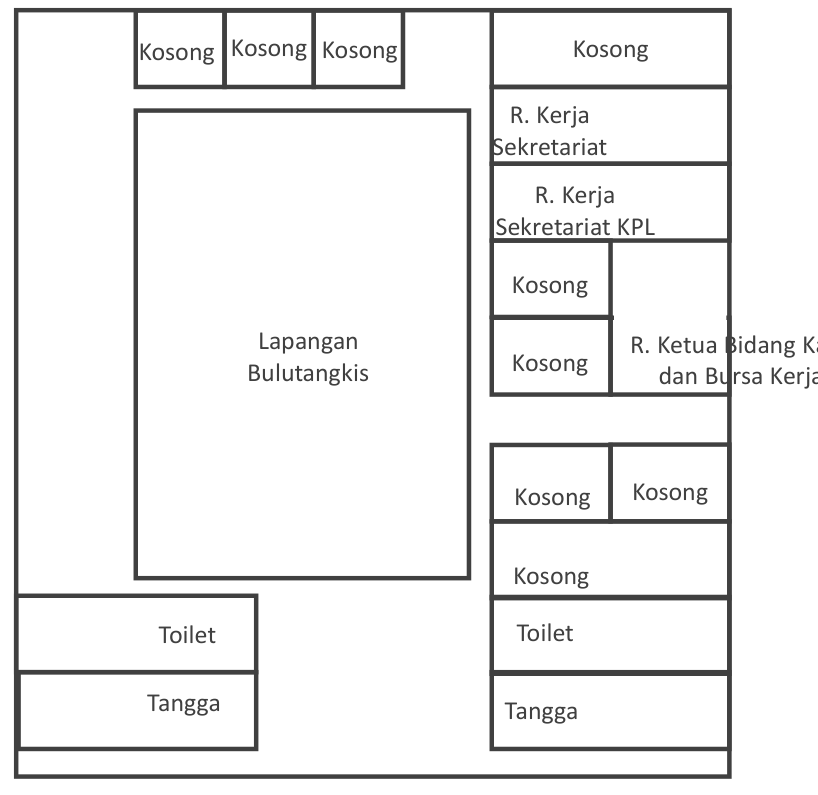 Kosong
Kosong
Kosong
Kosong
R. Kerja
Sekretariat
R. Kerja
Sekretariat KPL
Kosong
Kosong
R. Ketua Bidang
dan Bursa Kerja
Lapangan
Bulutangkis
Kosong
Kosong
Kosong
Toilet
Tangga
Toilet
Tangga